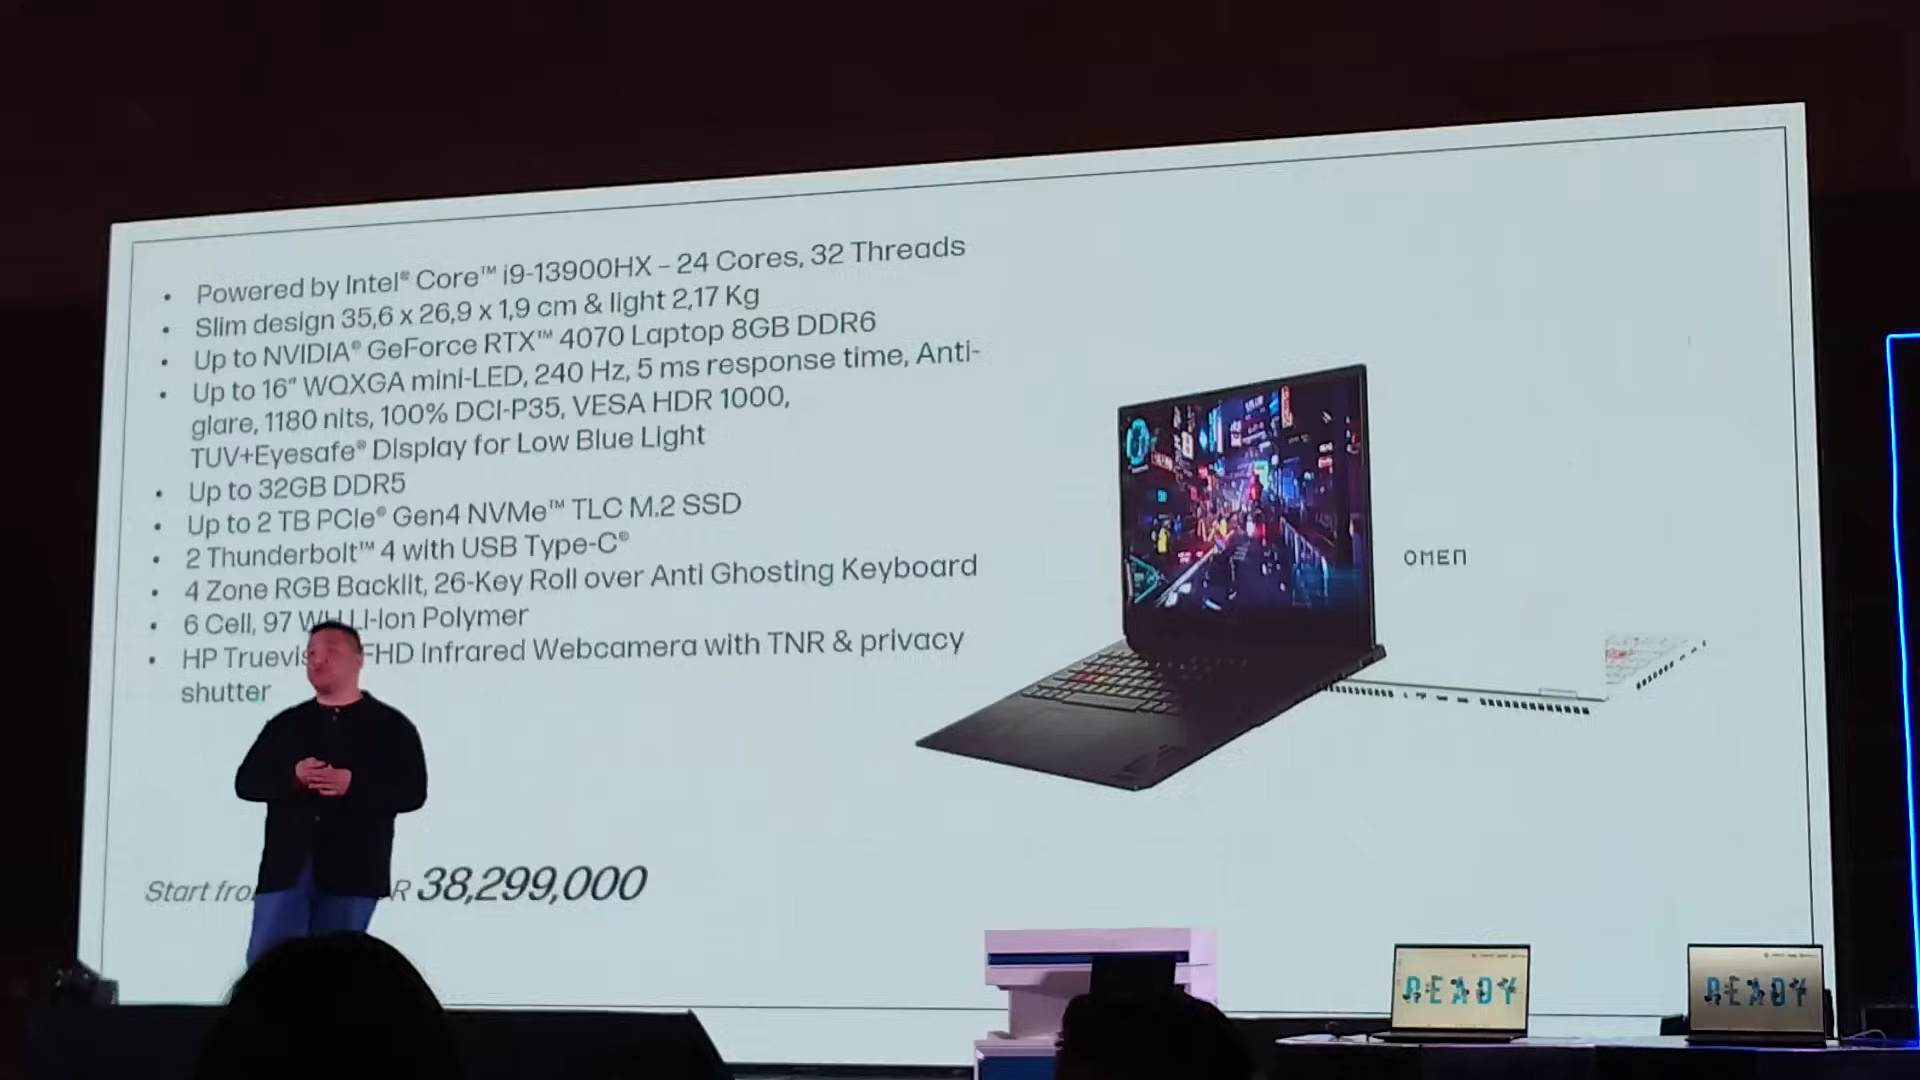 • Powered by Intel® Core™ i9-13900HX – 24 Cores, 32 Threads
• Slim design 35,6 x 26,9 x 1,9 cm & light 2,17 Kg
• Up to NVIDIA® GeForce RTX™ 4070 Laptop 8GB DDR6
• Up to 16" WQXGA mini-LED, 240 Hz, 5 ms response time, Anti-
glare, 1180 nits, 100% DCI-P35, VESA HDR 1000,
TUV+Eyesafe® Display for Low Blue Light
• Up to 32GB DDR5
• Up to 2 TB PCIe® Gen4 NVMe™ TLC M.2 SSD
• 2 Thunderbolt™ 4 with USB Type-C®
• 4 Zone RGB Backlit, 26-Key Roll over Anti Ghosting Keyboard
• 6 Cell, 97 WH Li-Ion Polymer
• HP Truevis FHD Infrared Webcamera with TNR & privacy
shutter
OMEN
Start fro R 38,299,000
READY
READY